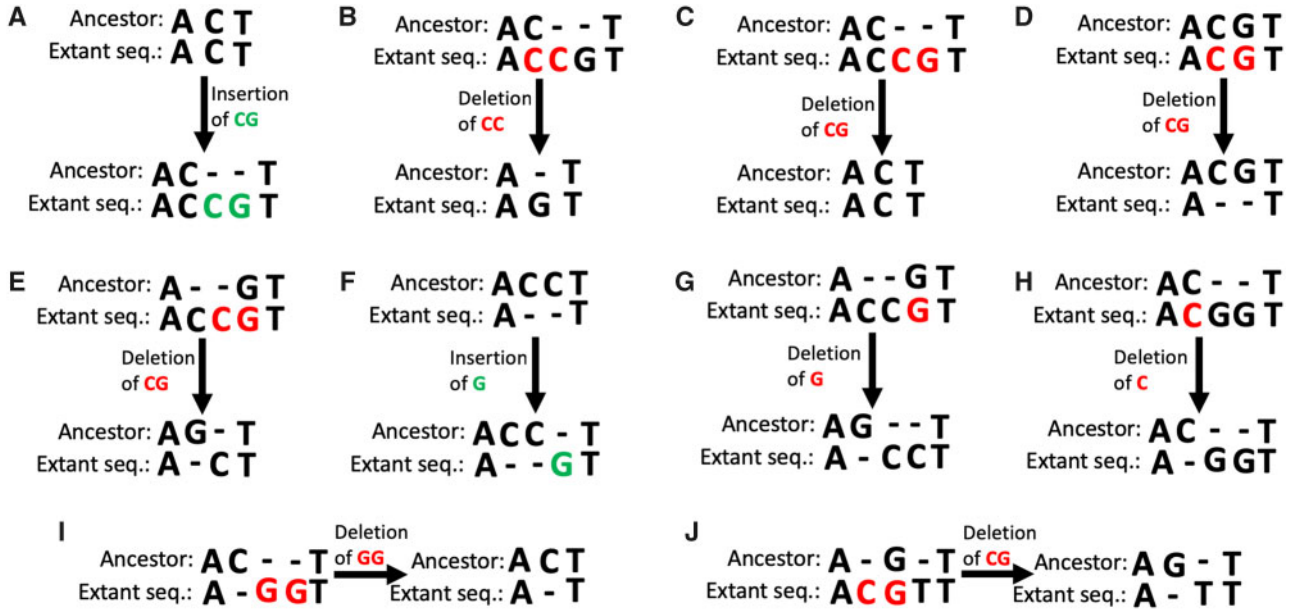 A
Ancestor: A C T
Extant seq.: A C T
Insertion
of CG
Ancestor: A C - - T
Extant seq.: A C C G T
B
Ancestor: A C - - T
Extant seq.: A C C G T
Deletion
of CC
Ancestor: A - T
Extant seq.: A G T
C
Ancestor: A C - - T
Extant seq.: A C C G T
Deletion
of CG
Ancestor: A C T
Extant seq.: A C T
D
Ancestor: A C G T
Extant seq.: A C G T
Deletion
of CG
Ancestor: A C G T
Extant seq.: A - - T
E
Ancestor: A - - G T
Extant seq.: A C C G T
Deletion
of CG
Ancestor: A G - T
Extant seq.: A - C T
F
Ancestor: A C C T
Extant seq.: A - - T
Insertion
of G
Ancestor: A C C - T
Extant seq.: A - - G T
G
Ancestor: A - - G T
Extant seq.: A C C G T
Deletion
of G
Ancestor: A G - - T
Extant seq.: A - C C T
H
Ancestor: A C - - T
Extant seq.: A C G G T
Deletion
of C
Ancestor: A C - - T
Extant seq.: A - G G T
I
Ancestor: A C - - T
Extant seq.: A - G G T
Deletion
of GG
Ancestor: A C T
Extant seq.: A - T
J
Ancestor: A - G - T
Extant seq.: A C G T T
Deletion
of CG
Ancestor: A G - T
Extant seq.: A - T T